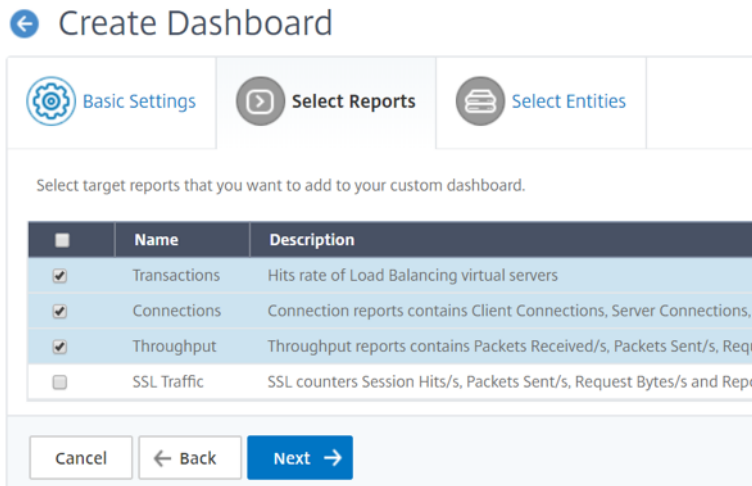 Create Dashboard
Basic Settings Select Reports Select Entities
Select target reports that you want to add to your custom dashboard.
Name Description
Transactions Hits rate of Load Balancing virtual servers
Connections Connection reports contains Client Connections, Server Connections,
Throughput Throughput reports contains Packets Received/s, Packets Sent/s, Requ
SSL Traffic SSL counters Session Hits/s, Packets Sent/s, Request Bytes/s and Repo
Cancel Back Next